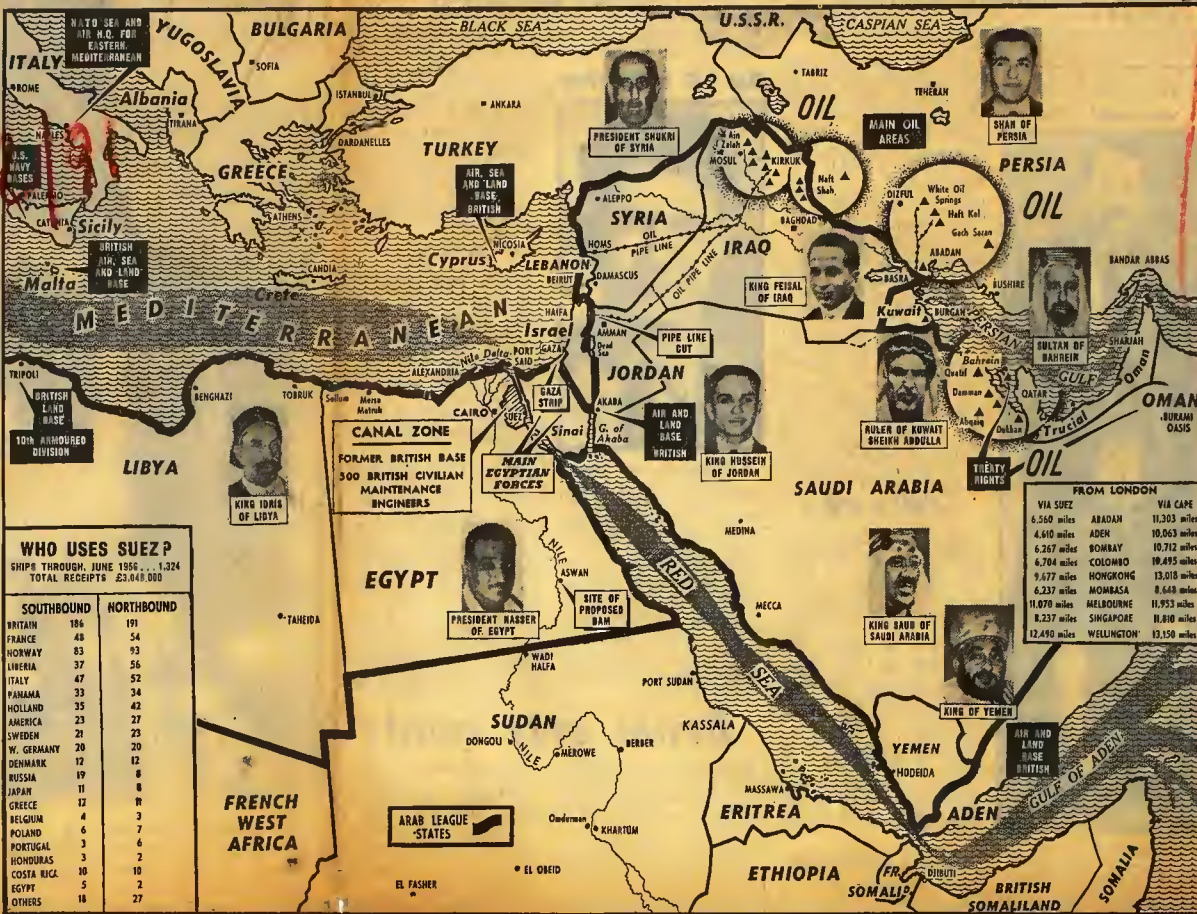 NATO SEA AND
AIR H.Q. FOR
EASTERN
MEDITERRANEAN
ITALY
ROME
NAPLES
U.S.
NAVY
BASES
PALERMO
CATANIA
Sicily
BRITISH
AIR, SEA
AND LAND
BASE
Malta
YUGOSLAVIA
BULGARIA
SOFIA
Albania
TIRANA
GREECE
ATHENS
CANDIA
Crete
ISTANBUL
DARDANELLES
BLACK SEA
ANKARA
TURKEY
AIR, SEA
AND LAND
BASE
BRITISH
NICOSIA
Cyprus
U.S.S.R.
CASPIAN SEA
PRESIDENT SHUKRI
OF SYRIA
TABRIZ
TEHERAN
OIL
MAIN OIL
AREAS
SHAH OF
PERSIA
PERSIA
OIL
Ain
Zalah
MOSUL
KIRKUK
Naft
Shah
BAGHDAD
DIZFUL
White Oil
Springs
Haft Kel
Gach Saran
ABADAN
ALEPPO
SYRIA
HOMS
OIL
PIPE LINE
OIL PIPE LINE
IRAQ
KING FEISAL
OF IRAQ
BASRA
LEBANON
BEIRUT
DAMASCUS
HAIFA
Israel
AMMAN
Dead
Sea
PIPE LINE
CUT
JORDAN
GAZA
GAZA
STRIP
AKABA
G. of
Akaba
AIR AND
LAND
BASE
BRITISH
KING HUSSEIN
OF JORDAN
Kuwait
BURGAN
BUSHIRE
PERSIAN
GULF
BANDAR ABBAS
SULTAN OF
BAHREIN
RULER OF KUWAIT
SHEIKH ABDULLA
Bahrein
Quatif
Damman
Abqaiq
Dukhan
QATAR
SHARJAH
Oman
Trucial
OMAN
BURAMI
OASIS
TREATY
RIGHTS
OIL
MEDITERRANEAN
TRIPOLI
BRITISH
LAND
BASE
10th ARMOURED
DIVISION
BENGHAZI
TOBRUK
Sollum
Mersa
Matruh
ALEXANDRIA
Nile Delta
PORT
SAID
CAIRO
SUEZ
Sinai
LIBYA
KING IDRIS
OF LIBYA
CANAL ZONE
FORMER BRITISH BASE
300 BRITISH CIVILIAN
MAINTENANCE
ENGINEERS
MAIN
EGYPTIAN
FORCES
EGYPT
PRESIDENT NASSER
OF EGYPT
NILE
ASWAN
SITE OF
PROPOSED
DAM
SAUDI ARABIA
MEDINA
MECCA
KING SAUD OF
SAUDI ARABIA
RED
SEA
FROM LONDON
VIA SUEZ VIA CAPE
6,560 miles ABADAN 11,303 miles
4,610 miles ADEN 10,063 miles
6,267 miles BOMBAY 10,712 miles
6,704 miles COLOMBO 10,495 miles
9,677 miles HONGKONG 13,018 miles
6,237 miles MOMBASA 8,648 miles
11,070 miles MELBOURNE 11,953 miles
8,237 miles SINGAPORE 11,810 miles
12,490 miles WELLINGTON 13,150 miles
WHO USES SUEZ?
SHIPS THROUGH, JUNE 1956...1,324
TOTAL RECEIPTS £3,048,000
SOUTHBOUND NORTHBOUND
BRITAIN 186 191
FRANCE 48 54
NORWAY 83 93
LIBERIA 37 56
ITALY 47 52
PANAMA 33 34
HOLLAND 35 42
AMERICA 23 27
SWEDEN 21 23
W. GERMANY 20 20
DENMARK 12 12
RUSSIA 19 8
JAPAN 11 8
GREECE 12 11
BELGIUM 4 3
POLAND 6 7
PORTUGAL 3 6
HONDURAS 3 2
COSTA RICA 10 10
EGYPT 5 2
OTHERS 18 27
TAHEIDA
FRENCH
WEST
AFRICA
WADI
HALFA
PORT SUDAN
SUDAN
DONGOLI
NILE
MEROWE
BERBER
KASSALA
ARAB LEAGUE
STATES
Omdurman
KHARTUM
EL OBEID
EL FASHER
MASSAWA
ERITREA
ETHIOPIA
KING OF YEMEN
YEMEN
HODEIDA
AIR AND
LAND
BASE
BRITISH
ADEN
GULF OF ADEN
FR.
SOMALI'D
DJIBUTI
BRITISH
SOMALILAND
SOMALIA